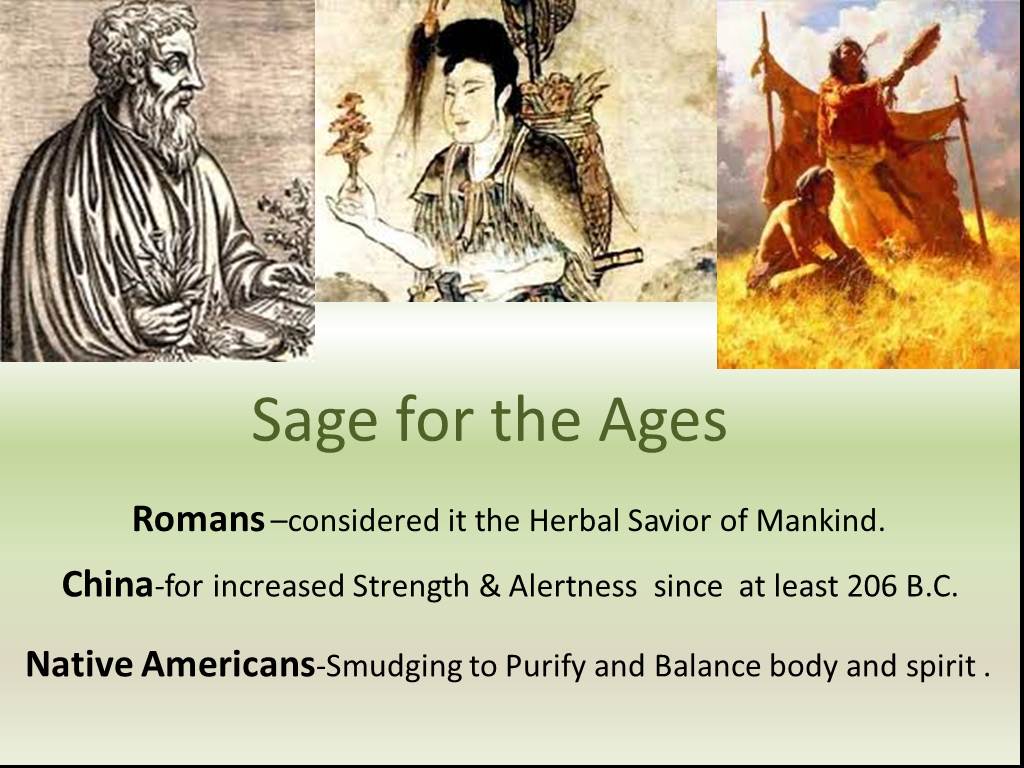 Sage for the Ages
Romans –considered it the Herbal Savior of Mankind.
China-for increased Strength & Alertness since at least 206 B.C.
Native Americans-Smudging to Purify and Balance body and spirit .